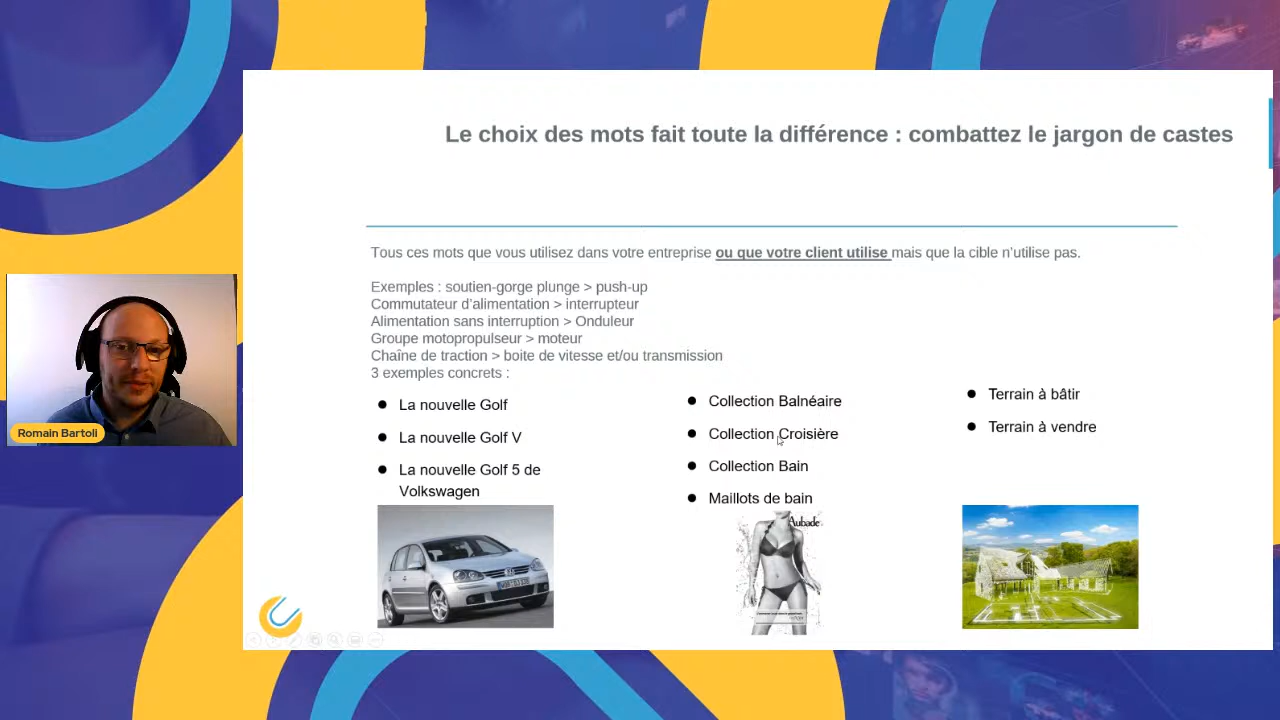 Le choix des mots fait toute la différence : combattez le jargon de castes
Tous ces mots que vous utilisez dans votre entreprise ou que votre client utilise mais que la cible n'utilise pas.
Exemples : soutien-gorge plunge > push-up
Commutateur d'alimentation > interrupteur
Alimentation sans interruption > Onduleur
Groupe motopropulseur > moteur
Chaîne de traction > boite de vitesse et/ou transmission
3 exemples concrets :
La nouvelle Golf
La nouvelle Golf V
La nouvelle Golf 5 de
Volkswagen
Collection Balnéaire
Collection Croisière
Collection Bain
Maillots de bain
Terrain à bâtir
Terrain à vendre
Aubade
Romain Bartoli